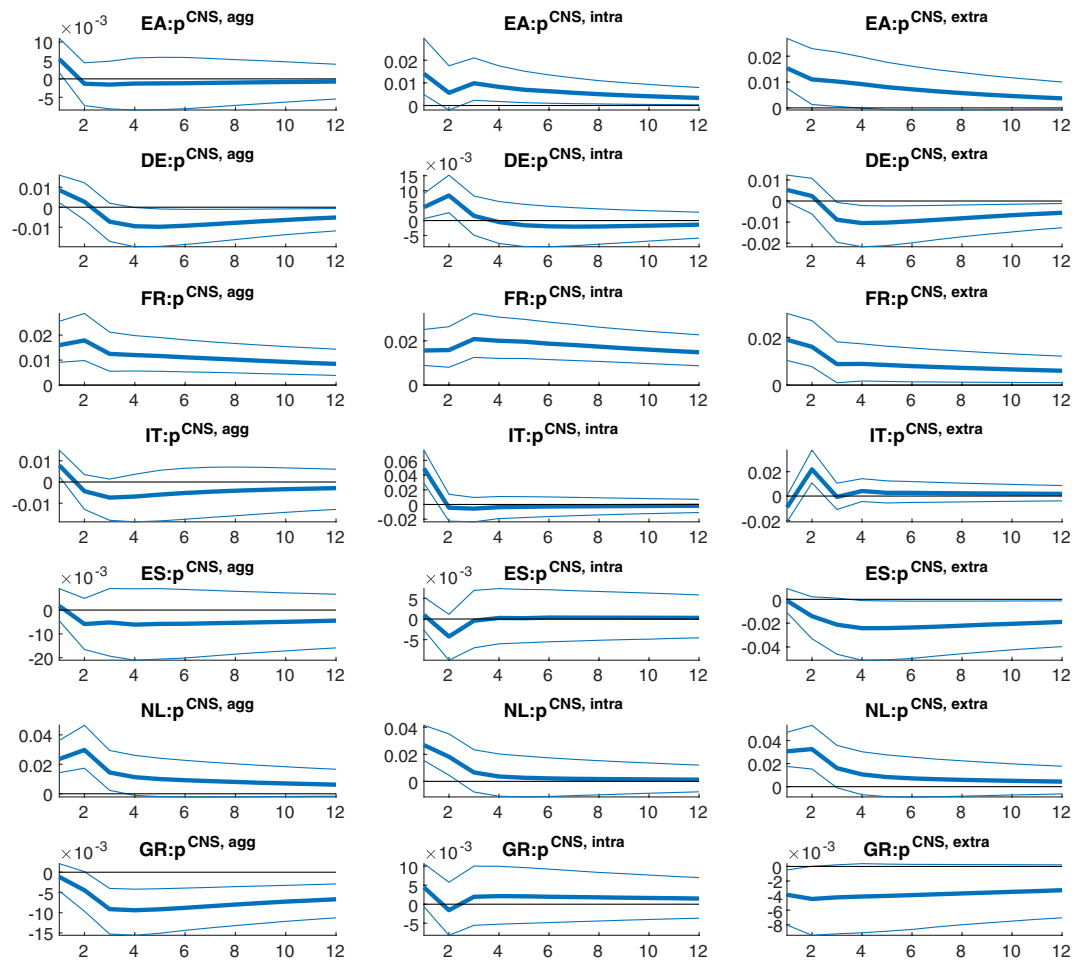 EA:p^CNS, agg EA:p^CNS, intra EA:p^CNS, extra
×10^-3
10
5
0
-5
2 4 6 8 10 12
0.02
0.01
0
2 4 6 8 10 12
0.02
0.01
0
2 4 6 8 10 12
DE:p^CNS, agg DE:p^CNS, intra DE:p^CNS, extra
0.01
0
-0.01
2 4 6 8 10 12
×10^-3
15
10
5
0
-5
2 4 6 8 10 12
0.01
0
-0.01
-0.02
2 4 6 8 10 12
FR:p^CNS, agg FR:p^CNS, intra FR:p^CNS, extra
0.02
0.01
0
2 4 6 8 10 12
0.02
0
2 4 6 8 10 12
0.02
0.01
0
2 4 6 8 10 12
IT:p^CNS, agg IT:p^CNS, intra IT:p^CNS, extra
0.01
0
-0.01
2 4 6 8 10 12
0.06
0.04
0.02
0
-0.02
2 4 6 8 10 12
0.02
0
-0.02
2 4 6 8 10 12
ES:p^CNS, agg ES:p^CNS, intra ES:p^CNS, extra
×10^-3
0
-10
-20
2 4 6 8 10 12
×10^-3
5
0
-5
2 4 6 8 10 12
0
-0.02
-0.04
2 4 6 8 10 12
NL:p^CNS, agg NL:p^CNS, intra NL:p^CNS, extra
0.04
0.02
0
2 4 6 8 10 12
0.04
0.02
0
2 4 6 8 10 12
0.04
0.02
0
2 4 6 8 10 12
GR:p^CNS, agg GR:p^CNS, intra GR:p^CNS, extra
×10^-3
0
-5
-10
-15
2 4 6 8 10 12
×10^-3
10
5
0
-5
2 4 6 8 10 12
×10^-3
0
-2
-4
-6
-8
2 4 6 8 10 12